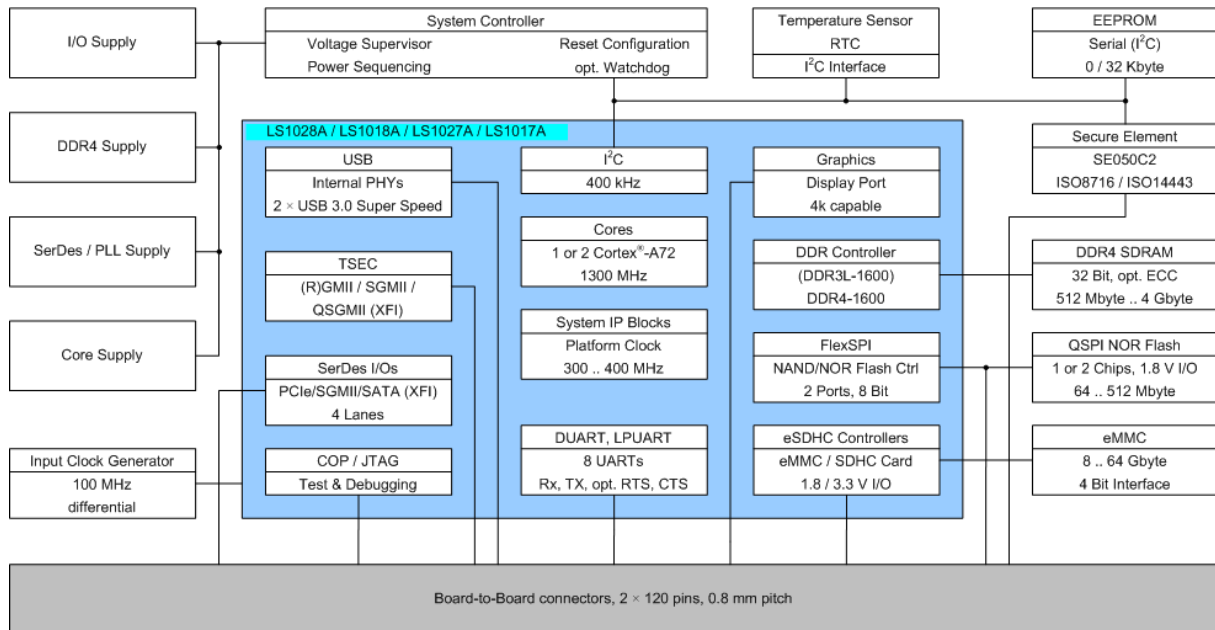 I/O Supply
System Controller
Voltage Supervisor
Reset Configuration
Power Sequencing
opt. Watchdog
Temperature Sensor
RTC
I²C Interface
EEPROM
Serial (I²C)
0 / 32 Kbyte
DDR4 Supply
SerDes / PLL Supply
Core Supply
Input Clock Generator
100 MHz
differential
LS1028A / LS1018A / LS1027A / LS1017A
USB
Internal PHYs
2 × USB 3.0 Super Speed
TSEC
(R)GMII / SGMII /
QSGMII (XFI)
SerDes I/Os
PCIe/SGMII/SATA (XFI)
4 Lanes
COP / JTAG
Test & Debugging
I²C
400 kHz
Cores
1 or 2 Cortex®-A72
1300 MHz
System IP Blocks
Platform Clock
300 .. 400 MHz
DUART, LPUART
8 UARTs
Rx, TX, opt. RTS, CTS
Graphics
Display Port
4k capable
DDR Controller
(DDR3L-1600)
DDR4-1600
FlexSPI
NAND/NOR Flash Ctrl
2 Ports, 8 Bit
eSDHC Controllers
eMMC / SDHC Card
1.8 / 3.3 V I/O
Secure Element
SE050C2
ISO8716 / ISO14443
DDR4 SDRAM
32 Bit, opt. ECC
512 Mbyte .. 4 Gbyte
QSPI NOR Flash
1 or 2 Chips, 1.8 V I/O
64 .. 512 Mbyte
eMMC
8 .. 64 Gbyte
4 Bit Interface
Board-to-Board connectors, 2 × 120 pins, 0.8 mm pitch